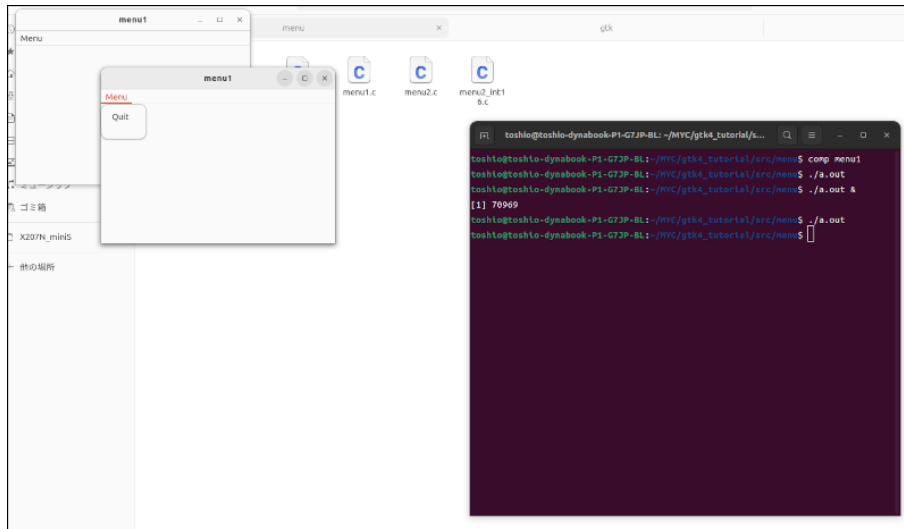 menu1
Menu
menu1
Menu
Quit
menu
gtk
C
C
C
menu1.c
menu2.c
menu2_int1
6.c
ゴミ箱
X207N_miniS
他の場所
toshio@toshio-dynabook-P1-G7JP-BL: ~/MYC/gtk4_tutorial/s...
toshio@toshio-dynabook-P1-G7JP-BL:~/MYC/gtk4_tutorial/src/menu$ comp menu1
toshio@toshio-dynabook-P1-G7JP-BL:~/MYC/gtk4_tutorial/src/menu$ ./a.out
toshio@toshio-dynabook-P1-G7JP-BL:~/MYC/gtk4_tutorial/src/menu$ ./a.out &
[1] 70969
toshio@toshio-dynabook-P1-G7JP-BL:~/MYC/gtk4_tutorial/src/menu$ ./a.out
toshio@toshio-dynabook-P1-G7JP-BL:~/MYC/gtk4_tutorial/src/menu$